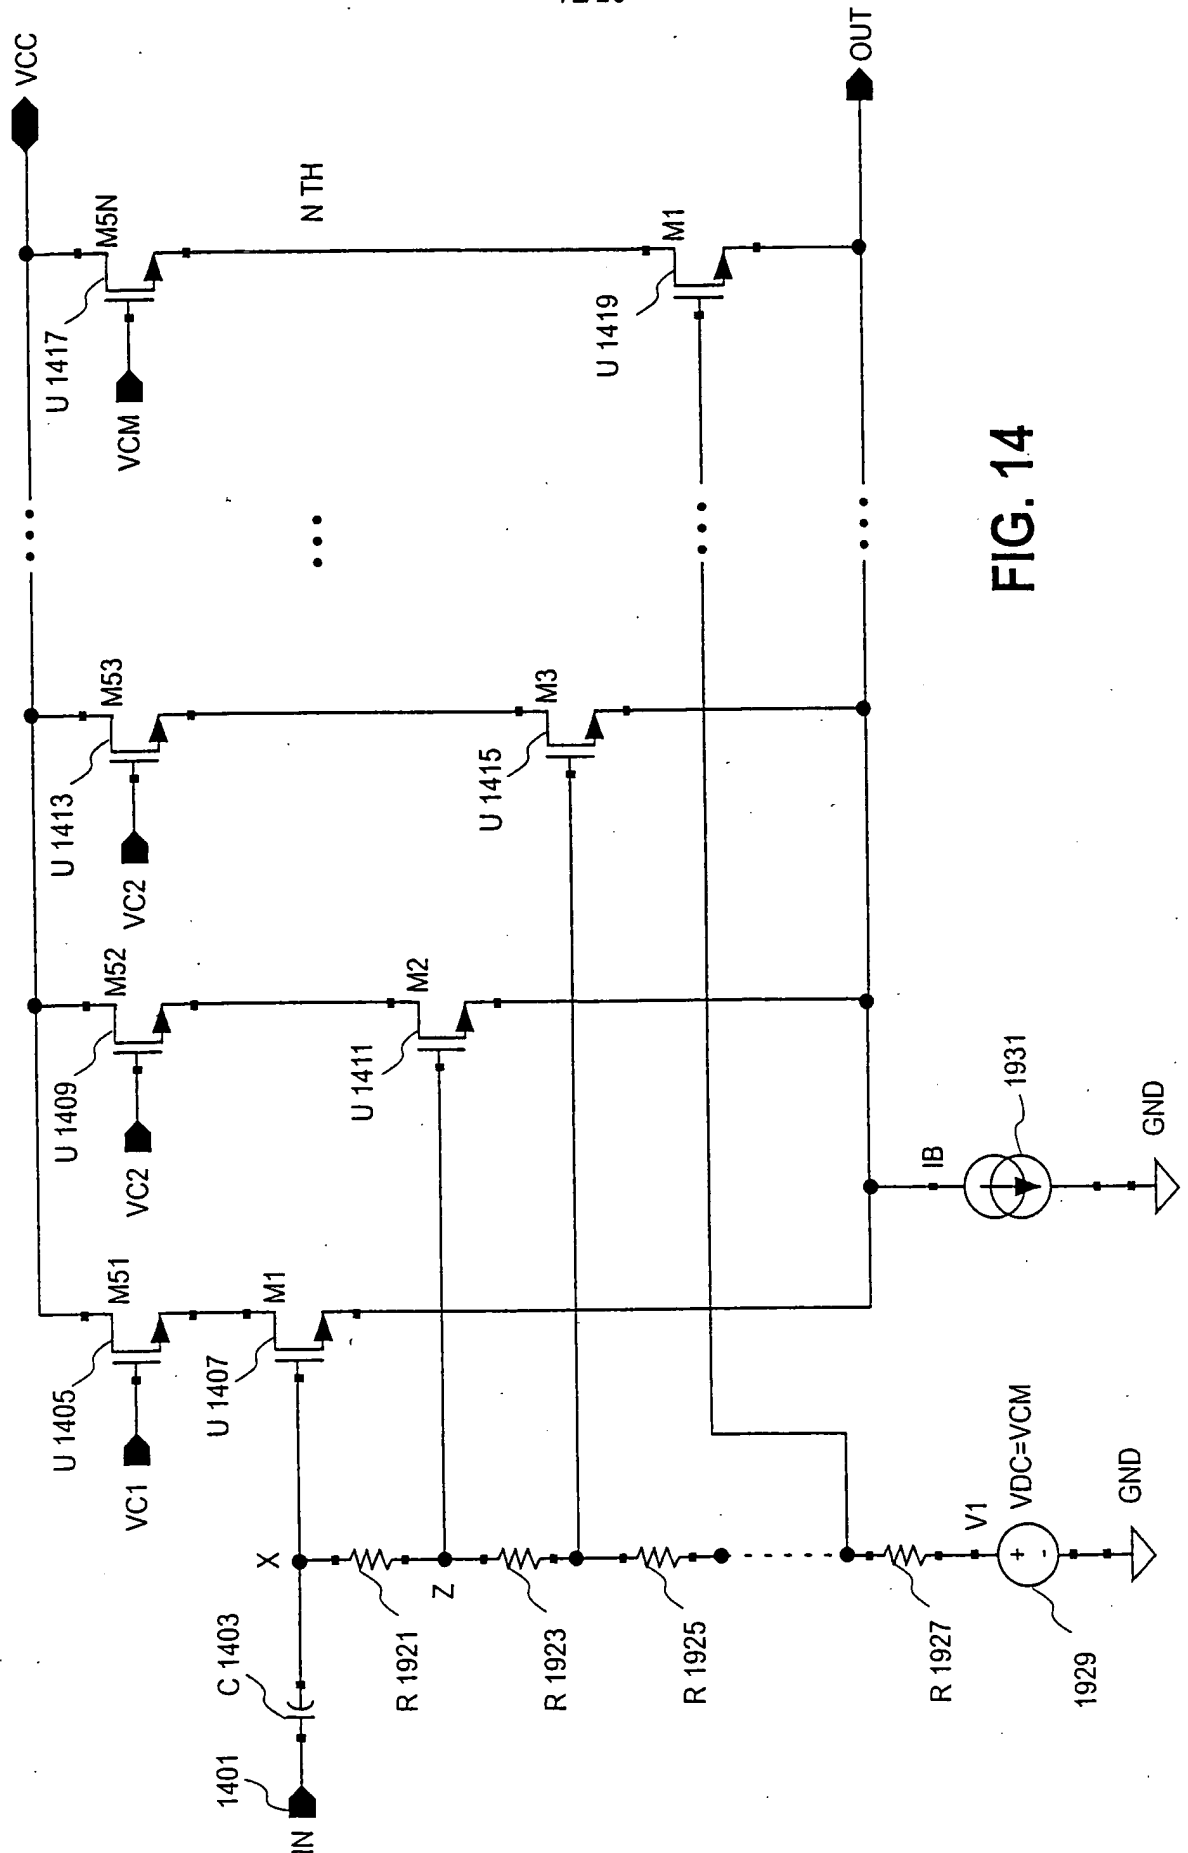 VCC
U 1405
M51
VC1
U 1409
M52
VC2
U 1413
M53
VC2
U 1417
M5N
VCM
1401
IN
C 1403
X
U 1407
M1
N TH
R 1921
Z
U 1411
M2
R 1923
U 1415
M3
R 1925
U 1419
M1
OUT
R 1927
V1
VDC=VCM
1929
GND
IB
1931
GND
FIG. 14